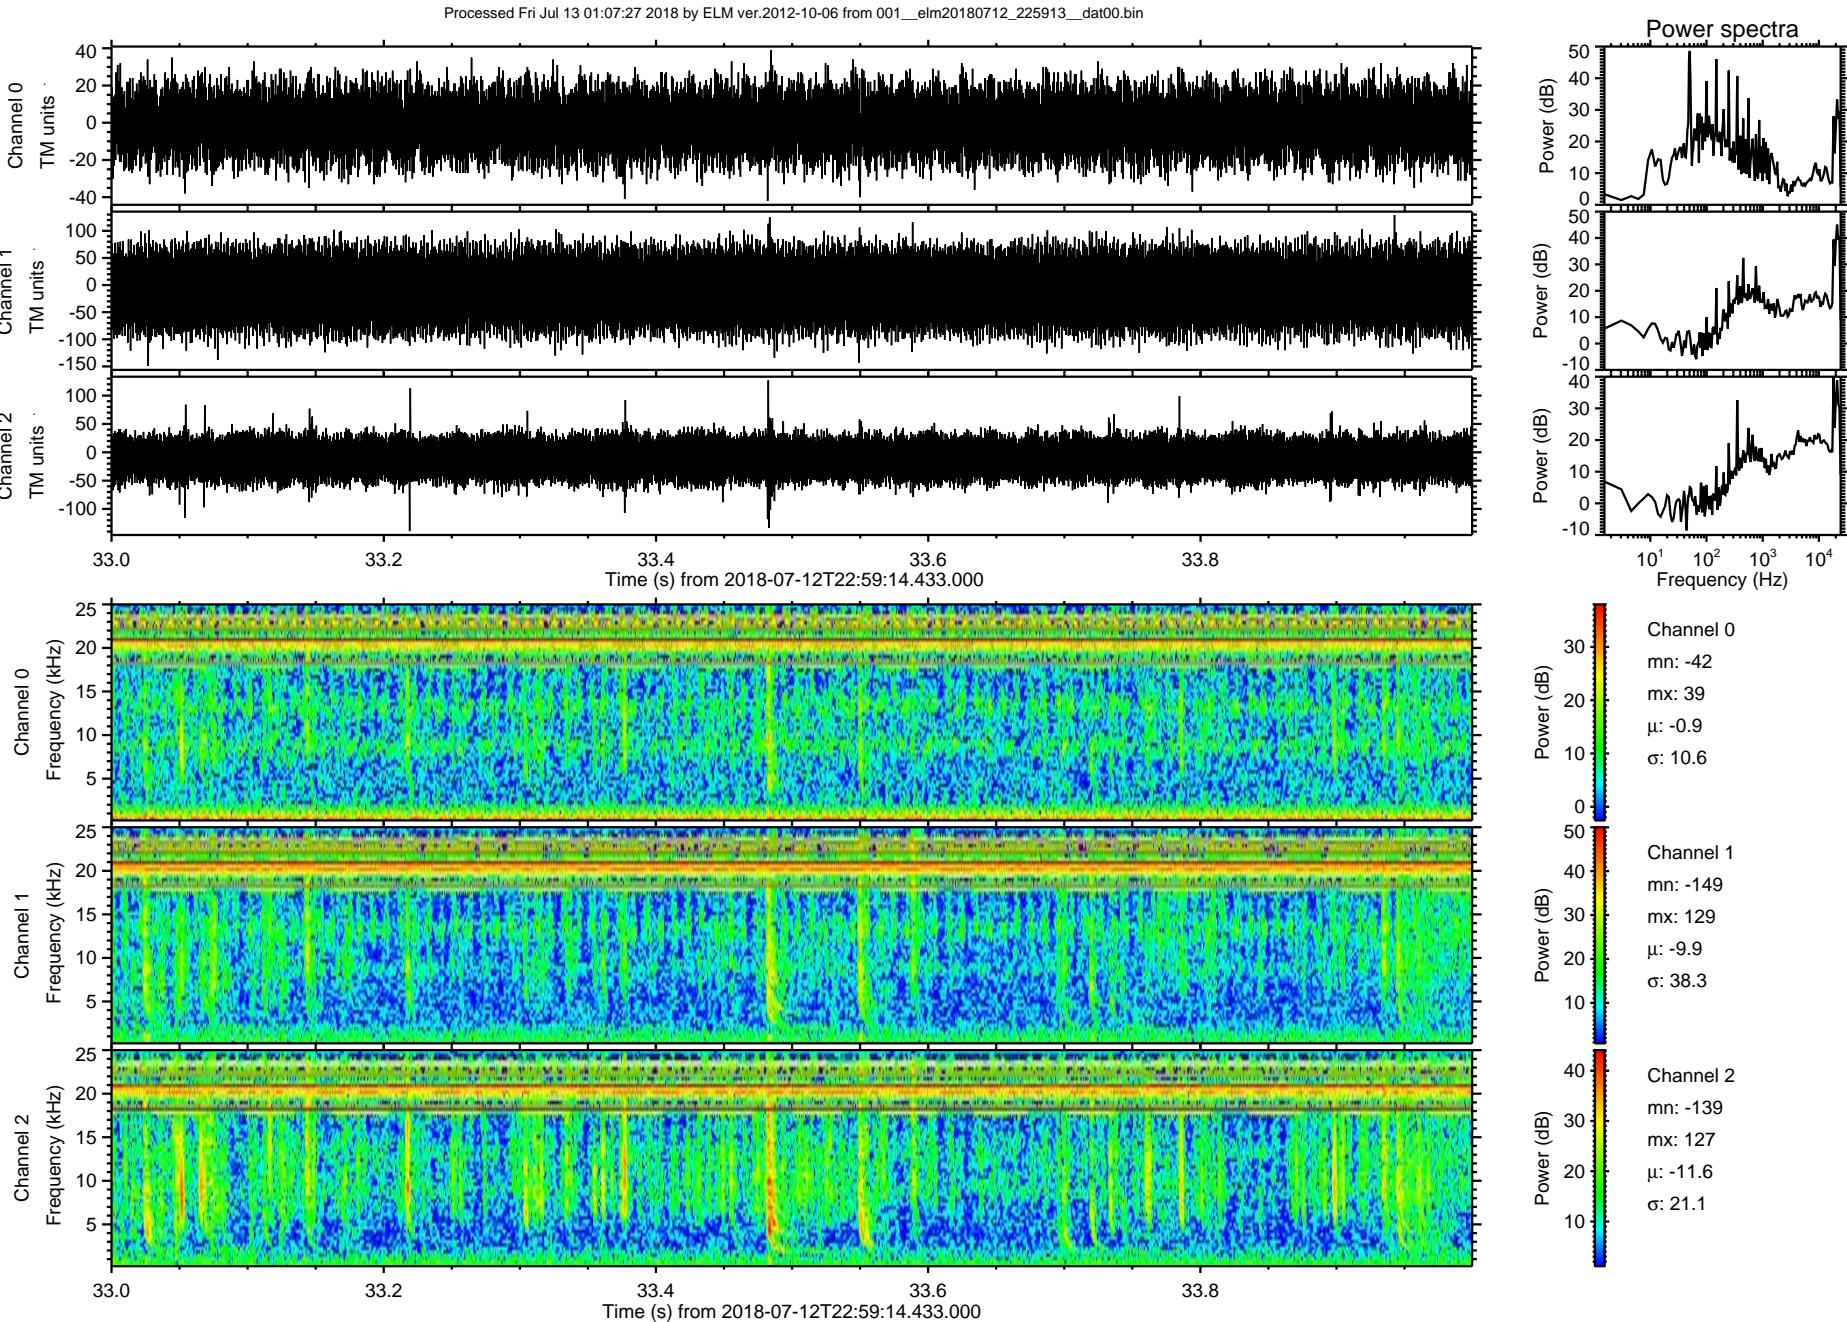 Processed Fri Jul 13 01:07:27 2018 by ELM ver.2012-10-06 from 001__elm20180712_225913__dat00.bin
Power spectra
Channel 0
TM units
40
20
0
-20
-40
Power (dB)
50
40
30
20
10
0
Channel 1
TM units
100
50
0
-50
-100
-150
Power (dB)
50
40
30
20
10
0
-10
Channel 2
TM units
100
50
0
-50
-100
Power (dB)
40
30
20
10
0
-10
33.0 33.2 33.4 33.6 33.8
Time (s) from 2018-07-12T22:59:14.433.000
10^1 10^2 10^3 10^4
Frequency (Hz)
Channel 0
Frequency (kHz)
25
20
15
10
5
Power (dB)
30
20
10
0
Channel 0
mn: -42
mx: 39
μ: -0.9
σ: 10.6
Channel 1
Frequency (kHz)
25
20
15
10
5
Power (dB)
50
40
30
20
10
Channel 1
mn: -149
mx: 129
μ: -9.9
σ: 38.3
Channel 2
Frequency (kHz)
25
20
15
10
5
Power (dB)
40
30
20
10
Channel 2
mn: -139
mx: 127
μ: -11.6
σ: 21.1
33.0 33.2 33.4 33.6 33.8
Time (s) from 2018-07-12T22:59:14.433.000